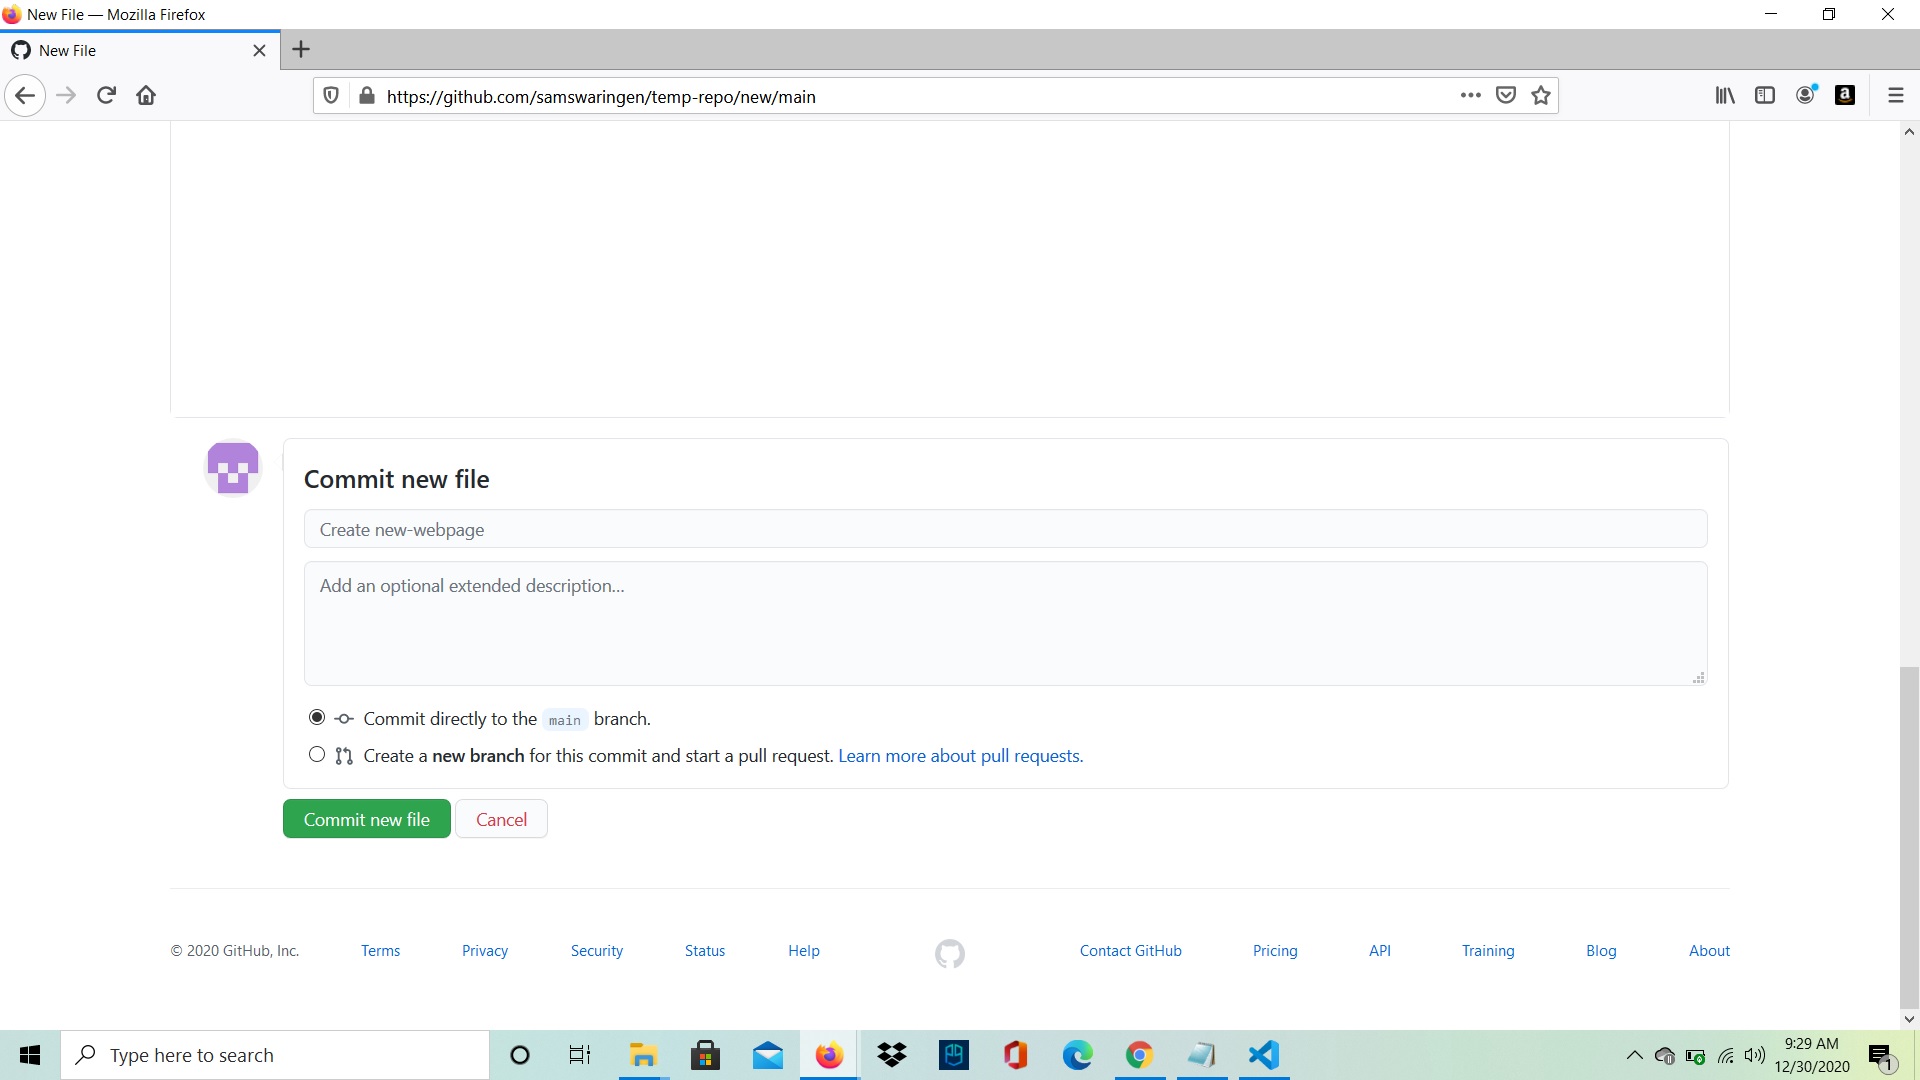 New File — Mozilla Firefox
New File
https://github.com/samswaringen/temp-repo/new/main
Commit new file
Create new-webpage
Add an optional extended description...
Commit directly to the main branch.
Create a new branch for this commit and start a pull request. Learn more about pull requests.
Commit new file Cancel
© 2020 GitHub, Inc. Terms Privacy Security Status Help Contact GitHub Pricing API Training Blog About
Type here to search
9:29 AM
12/30/2020
1